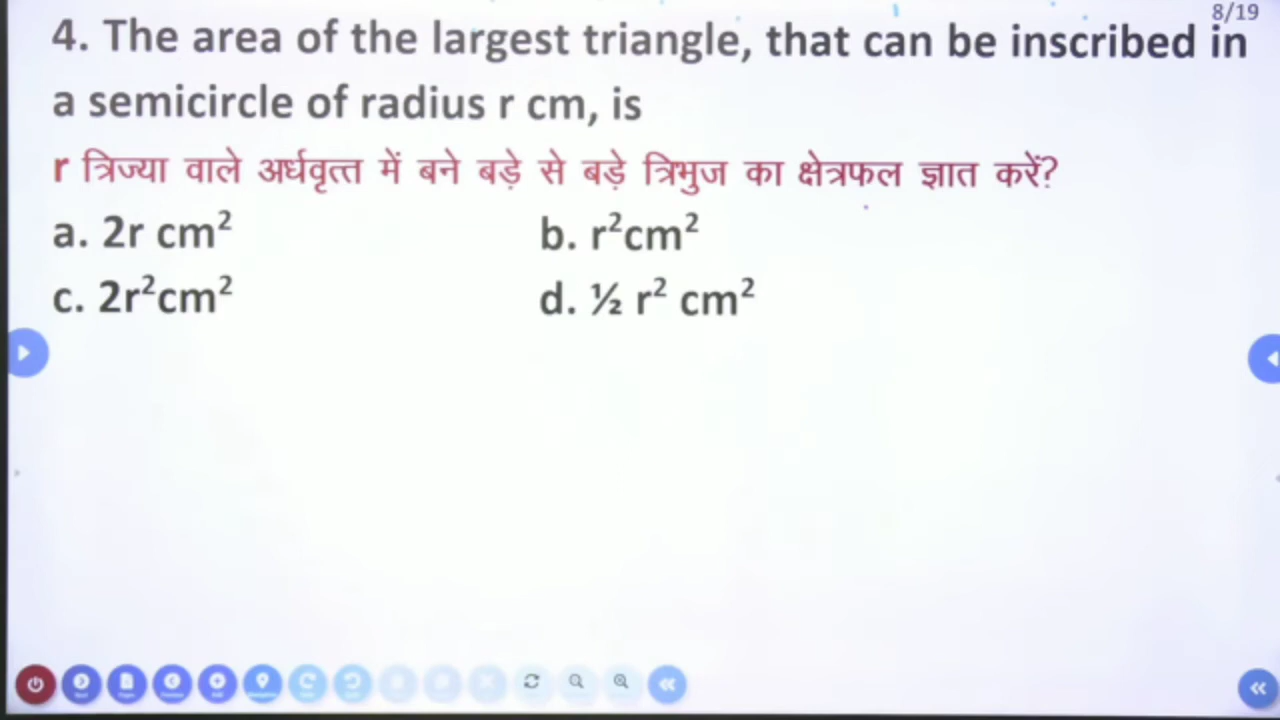 8/19
4. The area of the largest triangle, that can be inscribed in
a semicircle of radius r cm, is
r त्रिज्या वाले अर्धवृत्त में बने बड़े से बड़े त्रिभुज का क्षेत्रफल ज्ञात करें?
a. 2r cm² b. r²cm²
c. 2r²cm² d. ½ r² cm²